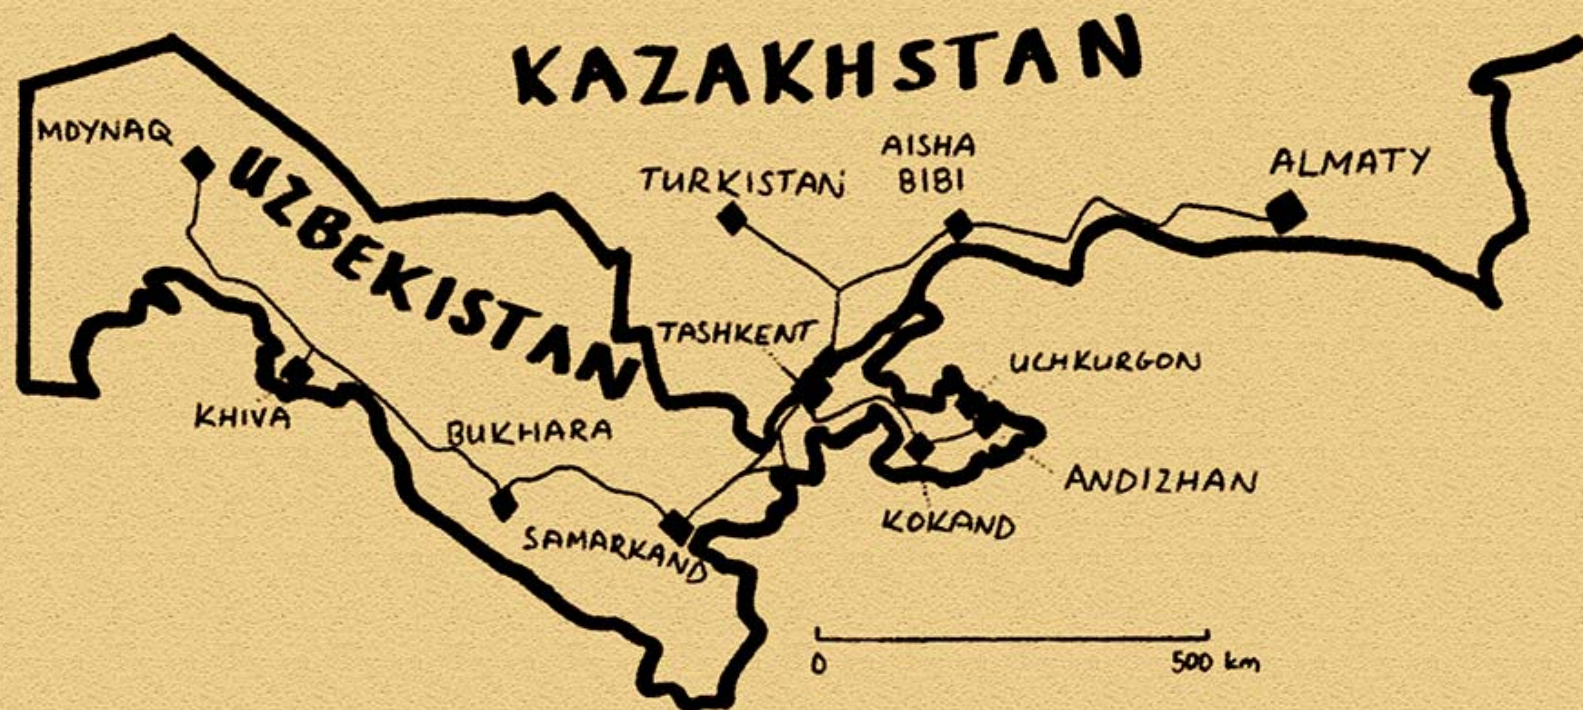 KAZAKHSTAN
MOYNAQ
UZBEKISTAN
TURKISTAN
AISHA
BIBI
ALMATY
TASHKENT
UCHKURGON
KHIVA
BUKHARA
ANDIZHAN
SAMARKAND
KOKAND
0
500 km